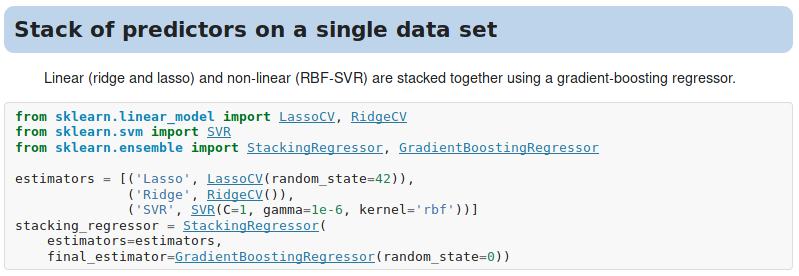 Stack of predictors on a single data set
Linear (ridge and lasso) and non-linear (RBF-SVR) are stacked together using a gradient-boosting regressor.
from sklearn.linear_model import LassoCV, RidgeCV
from sklearn.svm import SVR
from sklearn.ensemble import StackingRegressor, GradientBoostingRegressor
estimators = [('Lasso', LassoCV(random_state=42)),
              ('Ridge', RidgeCV()),
              ('SVR', SVR(C=1, gamma=1e-6, kernel='rbf'))]
stacking_regressor = StackingRegressor(
    estimators=estimators,
    final_estimator=GradientBoostingRegressor(random_state=0))